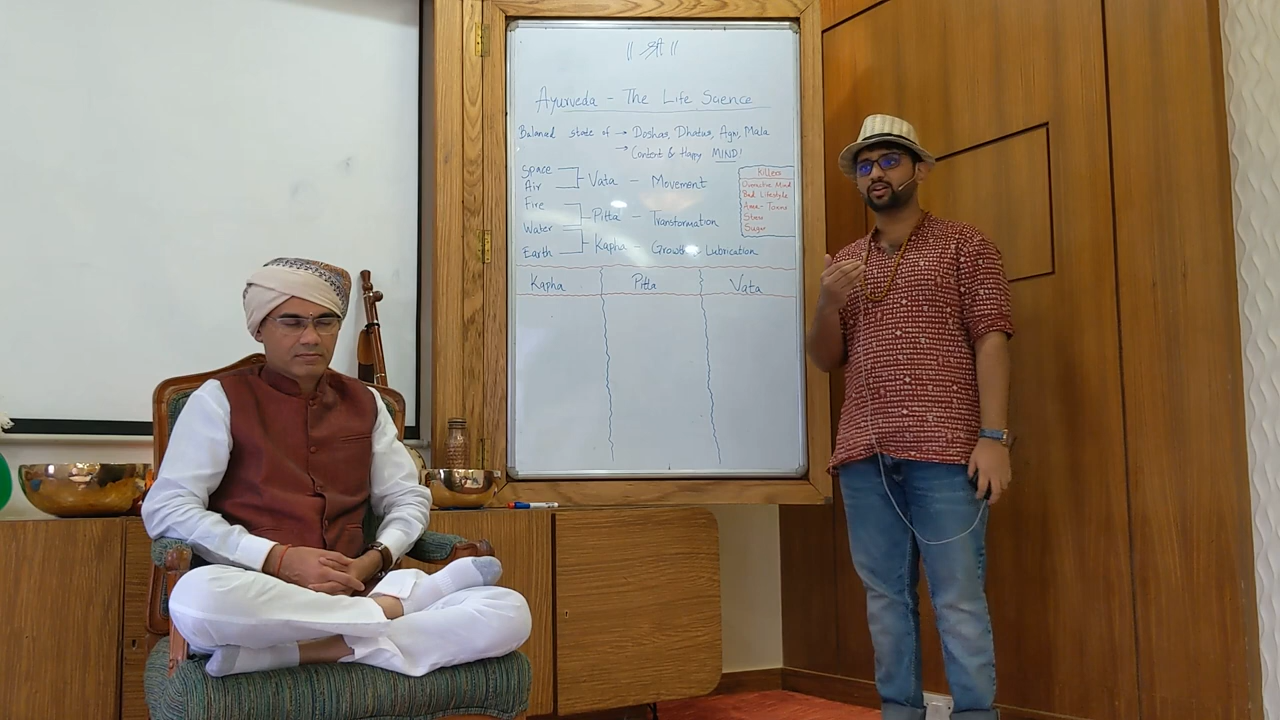 ॥ श्री ॥
Ayurveda - The Life Science
Balanced state of → Doshas, Dhatus, Agni, Mala
→ Content & Happy MIND!
Space
Air
Vata - Movement
Fire
Water
Pitta - Transformation
Earth
Kapha - Growth & Lubrication
Killers
Overactive Mind
Bad Lifestyle
Ama - Toxins
Stress
Sugar
Kapha Pitta Vata